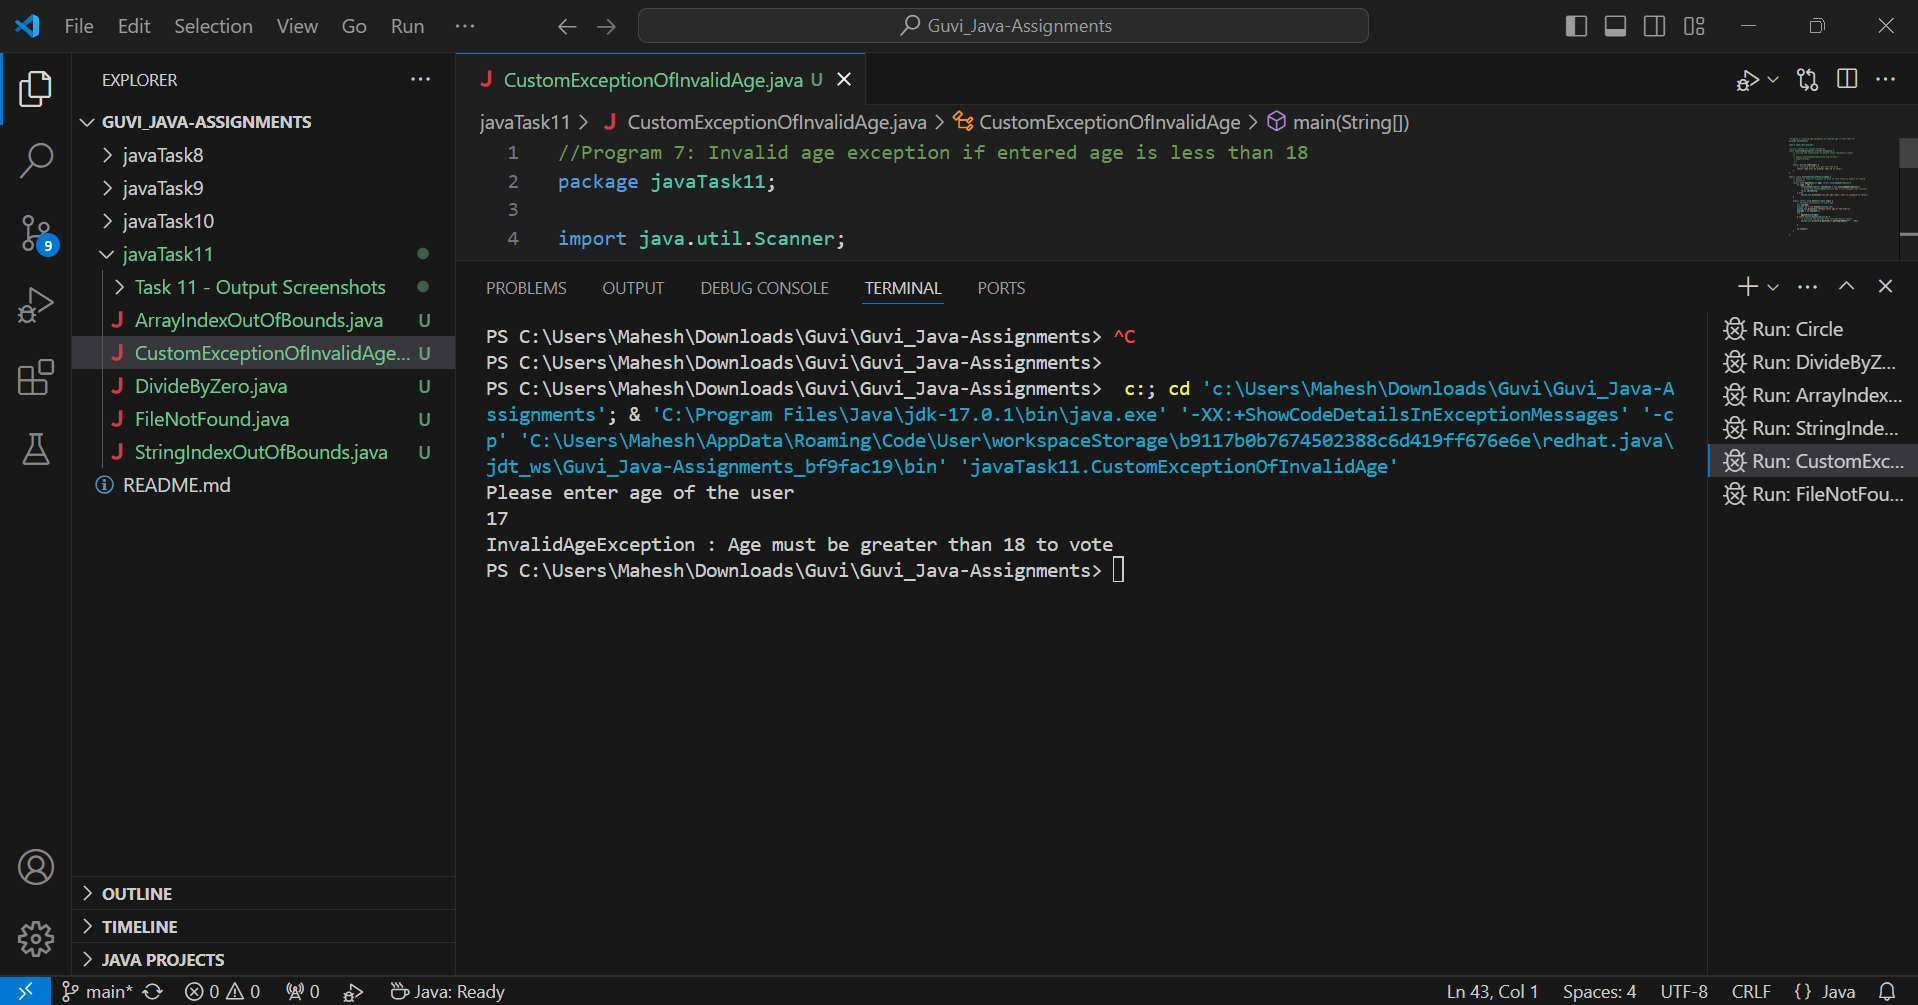 File Edit Selection View Go Run ···
Guvi_Java-Assignments
EXPLORER
GUVI_JAVA-ASSIGNMENTS
javaTask8
javaTask9
javaTask10
javaTask11
Task 11 - Output Screenshots
ArrayIndexOutOfBounds.java U
CustomExceptionOfInvalidAge... U
DivideByZero.java U
FileNotFound.java U
StringIndexOutOfBounds.java U
README.md
OUTLINE
TIMELINE
JAVA PROJECTS
9
J CustomExceptionOfInvalidAge.java U
javaTask11 > J CustomExceptionOfInvalidAge.java > CustomExceptionOfInvalidAge > main(String[])
1 //Program 7: Invalid age exception if entered age is less than 18
2 package javaTask11;
3
4 import java.util.Scanner;
PROBLEMS OUTPUT DEBUG CONSOLE TERMINAL PORTS
PS C:\Users\Mahesh\Downloads\Guvi\Guvi_Java-Assignments> ^C
PS C:\Users\Mahesh\Downloads\Guvi\Guvi_Java-Assignments>
PS C:\Users\Mahesh\Downloads\Guvi\Guvi_Java-Assignments>  c:; cd 'c:\Users\Mahesh\Downloads\Guvi\Guvi_Java-A
ssignments'; & 'C:\Program Files\Java\jdk-17.0.1\bin\java.exe' '-XX:+ShowCodeDetailsInExceptionMessages' '-c
p' 'C:\Users\Mahesh\AppData\Roaming\Code\User\workspaceStorage\b9117b0b7674502388c6d419ff676e6e\redhat.java\
jdt_ws\Guvi_Java-Assignments_bf9fac19\bin' 'javaTask11.CustomExceptionOfInvalidAge'
Please enter age of the user
17
InvalidAgeException : Age must be greater than 18 to vote
PS C:\Users\Mahesh\Downloads\Guvi\Guvi_Java-Assignments>
Run: Circle
Run: DivideByZ...
Run: ArrayIndex...
Run: StringInde...
Run: CustomExc...
Run: FileNotFou...
main* 0 0 0 Java: Ready
Ln 43, Col 1 Spaces: 4 UTF-8 CRLF {} Java